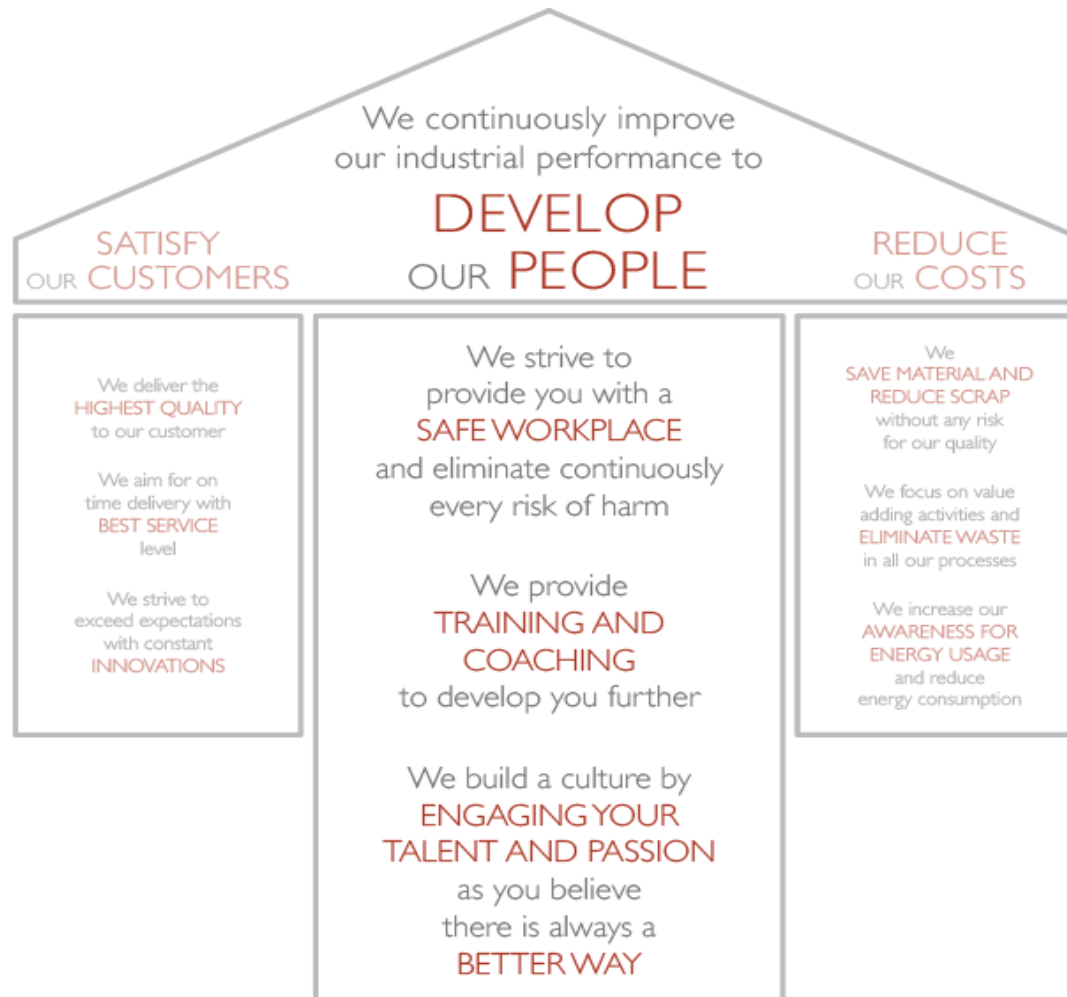 We continuously improve
our industrial performance to
SATISFY
OUR CUSTOMERS
DEVELOP
OUR PEOPLE
REDUCE
OUR COSTS
We deliver the
HIGHEST QUALITY
to our customer
We aim for on
time delivery with
BEST SERVICE
level
We strive to
exceed expectations
with constant
INNOVATIONS
We strive to
provide you with a
SAFE WORKPLACE
and eliminate continuously
every risk of harm
We provide
TRAINING AND
COACHING
to develop you further
We build a culture by
ENGAGING YOUR
TALENT AND PASSION
as you believe
there is always a
BETTER WAY
We
SAVE MATERIAL AND
REDUCE SCRAP
without any risk
for our quality
We focus on value
adding activities and
ELIMINATE WASTE
in all our processes
We increase our
AWARENESS FOR
ENERGY USAGE
and reduce
energy consumption